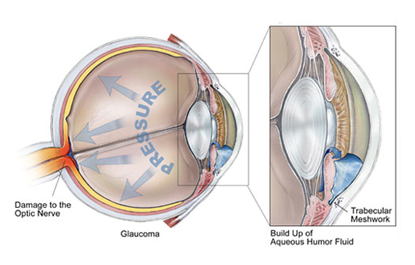 PRESSURE
Damage to the
Optic Nerve
Glaucoma
Trabecular
Meshwork
Build Up of
Aqueous Humor Fluid